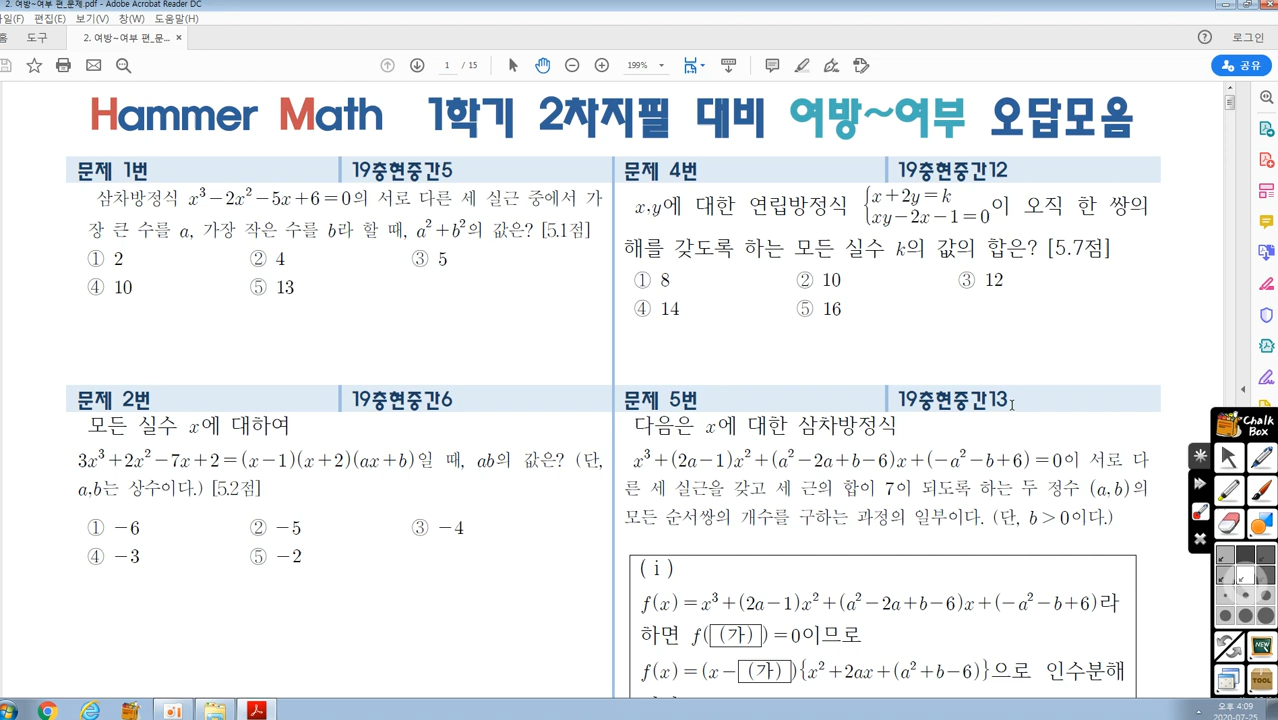 2. 여방~여부 편_문제.pdf - Adobe Acrobat Reader DC
일(F) 편집(E) 보기(V) 창(W) 도움말(H)
홈 도구 2. 여방~여부 편_문... × 로그인
1 / 15 199% 공유
Hammer Math 1학기 2차지필 대비 여방~여부 오답모음
문제 1번 19충현중간5
삼차방정식 x³−2x²−5x+6=0의 서로 다른 세 실근 중에서 가
장 큰 수를 a, 가장 작은 수를 b라 할 때, a²+b²의 값은? [5.1점]
① 2 ② 4 ③ 5
④ 10 ⑤ 13
문제 2번 19충현중간6
모든 실수 x에 대하여
3x³+2x²−7x+2=(x−1)(x+2)(ax+b)일 때, ab의 값은? (단,
a,b는 상수이다.) [5.2점]
① −6 ② −5 ③ −4
④ −3 ⑤ −2
문제 4번 19충현중간12
x,y에 대한 연립방정식 {x+2y=k
xy−2x−1=0이 오직 한 쌍의
해를 갖도록 하는 모든 실수 k의 값의 합은? [5.7점]
① 8 ② 10 ③ 12
④ 14 ⑤ 16
문제 5번 19충현중간13
다음은 x에 대한 삼차방정식
x³+(2a−1)x²+(a²−2a+b−6)x+(−a²−b+6)=0이 서로 다
른 세 실근을 갖고 세 근의 합이 7이 되도록 하는 두 정수 (a,b)의
모든 순서쌍의 개수를 구하는 과정의 일부이다. (단, b>0이다.)
(i)
f(x)=x³+(2a−1)x²+(a²−2a+b−6)x+(−a²−b+6)라
하면 f( (가) )=0이므로
f(x)=(x− (가) )(x²−2ax+(a²+b−6)으로 인수분해
Chalk
Box
NEW
TOOL
오후 4:09
2020-07-25